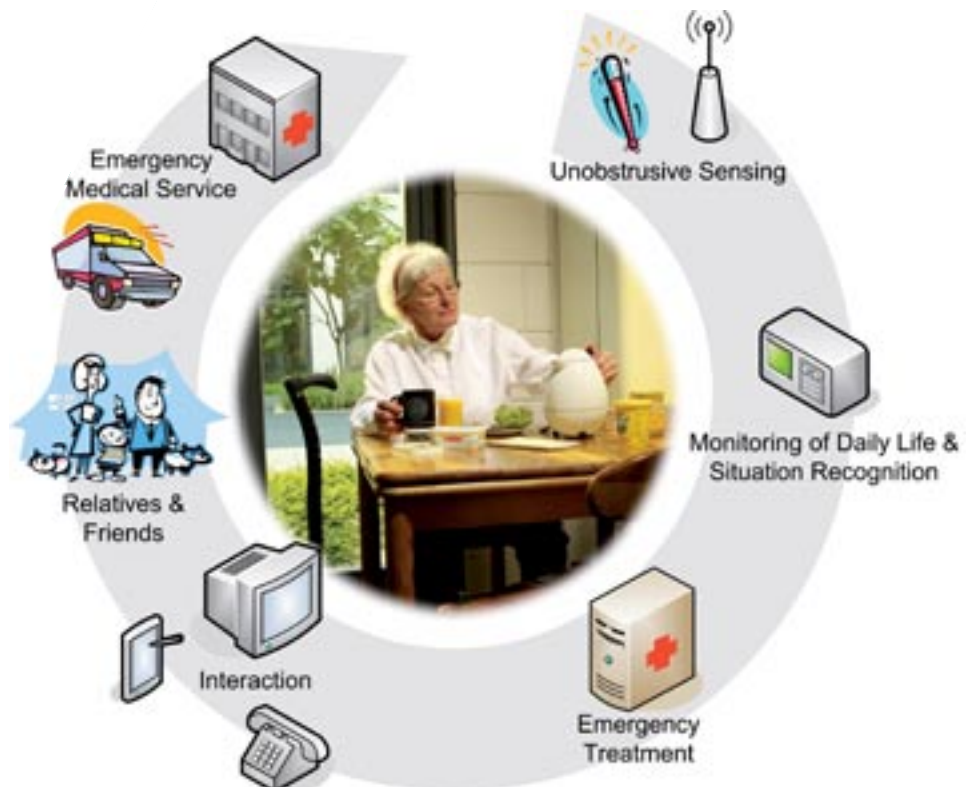 Emergency
Medical Service
Unobstrusive Sensing
Monitoring of Daily Life &
Situation Recognition
Relatives &
Friends
Interaction
Emergency
Treatment